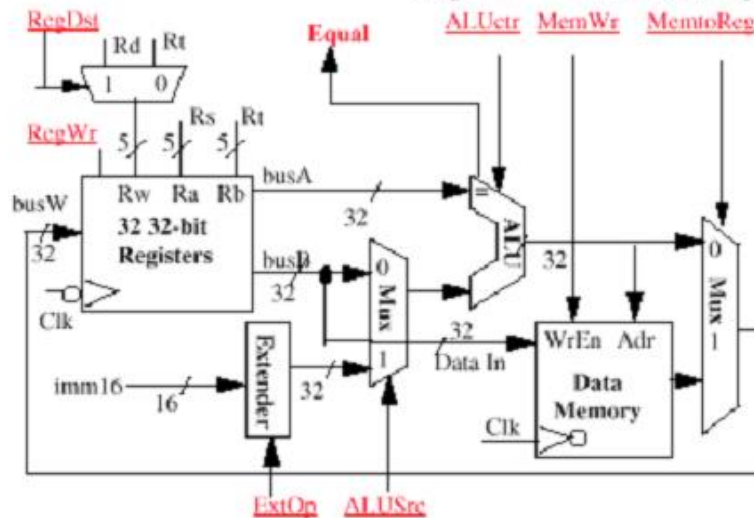 RegDst
ALUctr MemWr MemtoReg
Equal
Rd Rt
1 0
Rs Rt
RegWr
5 5 5
busA
Rw Ra Rb
busW
32
32 32-bit
Registers
32
=
ALU
32
busB
32
0
Mux
1
0
Mux
1
Clk
32
Data In
WrEn Adr
Data
Memory
Extender
imm16
16
32
Clk
ExtOp ALUSrc